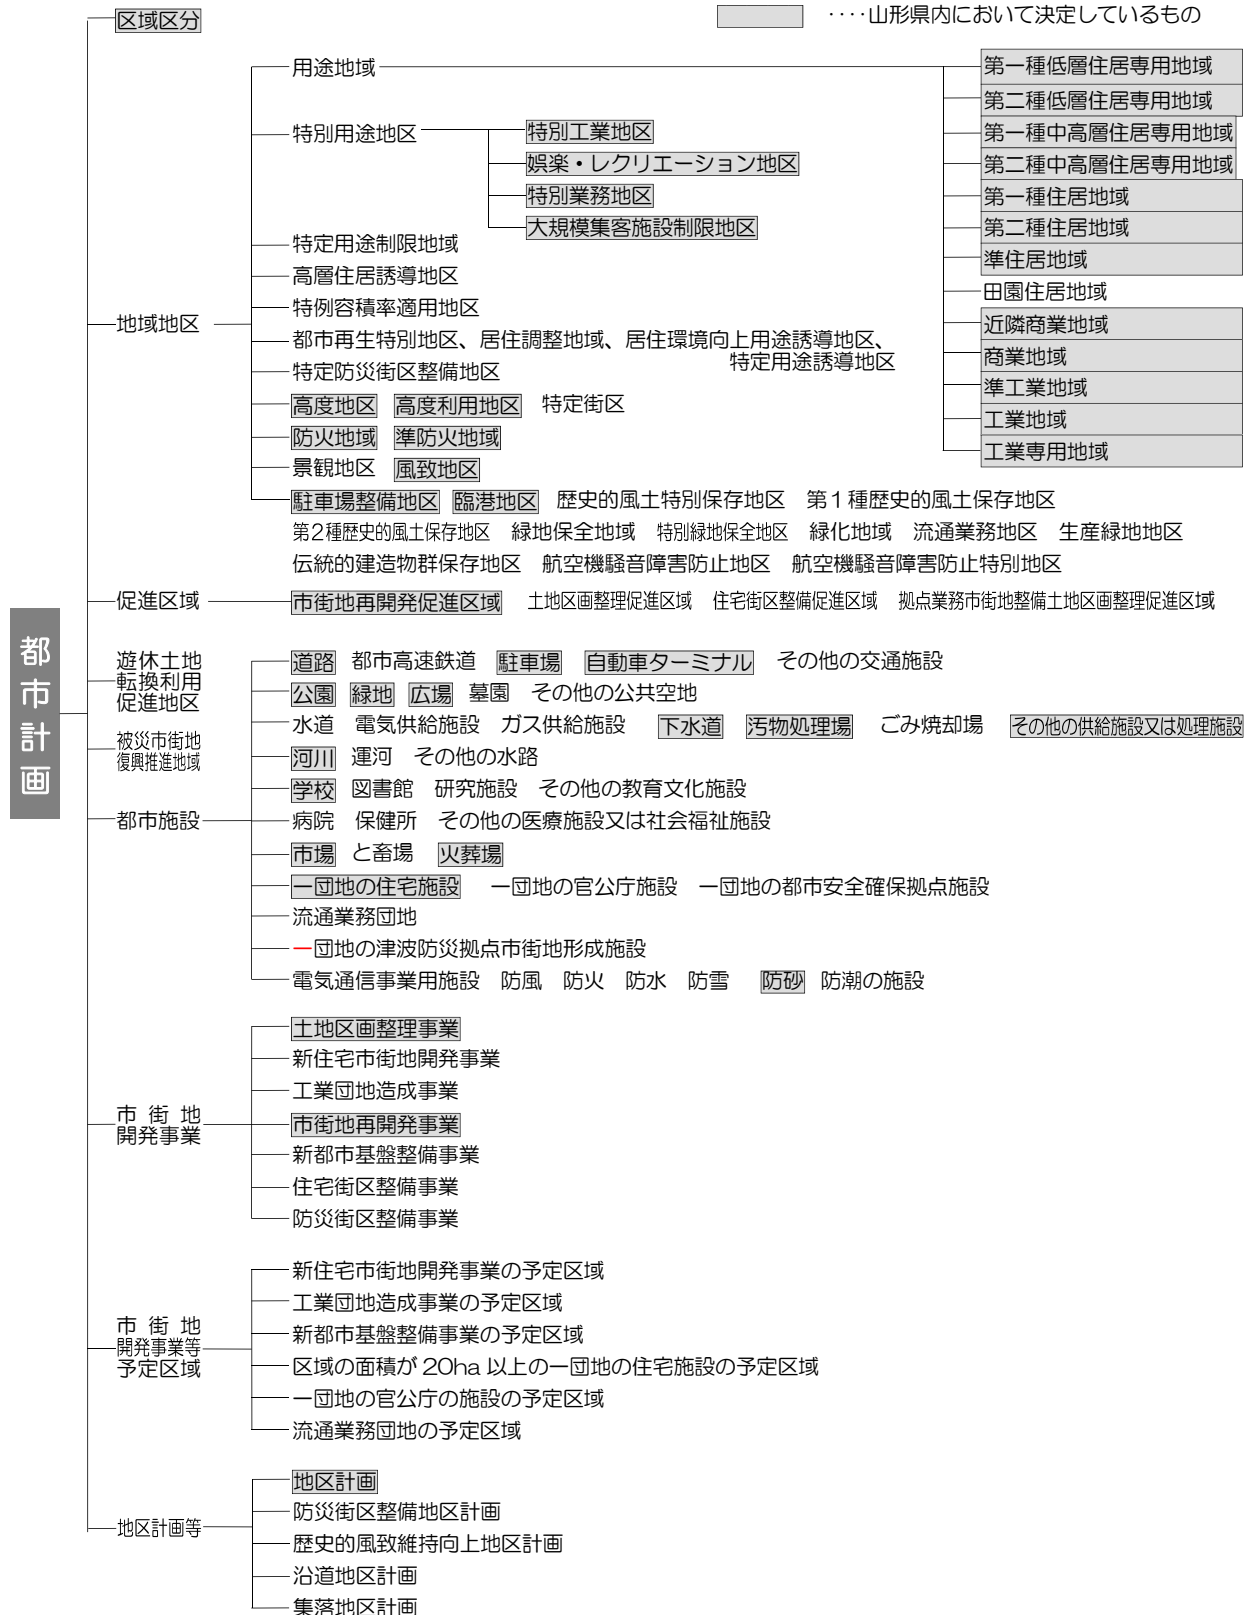 区域区分
････山形県内において決定しているもの
都市計画
地域地区
用途地域
第一種低層住居専用地域
第二種低層住居専用地域
第一種中高層住居専用地域
第二種中高層住居専用地域
第一種住居地域
第二種住居地域
準住居地域
田園住居地域
近隣商業地域
商業地域
準工業地域
工業地域
工業専用地域
特別用途地区
特別工業地区
娯楽・レクリエーション地区
特別業務地区
大規模集客施設制限地区
特定用途制限地域
高層住居誘導地区
特例容積率適用地区
都市再生特別地区、居住調整地域、居住環境向上用途誘導地区、
特定用途誘導地区
特定防災街区整備地区
高度地区 高度利用地区 特定街区
防火地域 準防火地域
景観地区 風致地区
駐車場整備地区 臨港地区 歴史的風土特別保存地区 第1種歴史的風土保存地区
第2種歴史的風土保存地区 緑地保全地域 特別緑地保全地区 緑化地域 流通業務地区 生産緑地地区
伝統的建造物群保存地区 航空機騒音障害防止地区 航空機騒音障害防止特別地区
促進区域
市街地再開発促進区域 土地区画整理促進区域 住宅街区整備促進区域 拠点業務市街地整備土地区画整理促進区域
遊休土地
転換利用
促進地区
被災市街地
復興推進地域
都市施設
道路 都市高速鉄道 駐車場 自動車ターミナル その他の交通施設
公園 緑地 広場 墓園 その他の公共空地
水道 電気供給施設 ガス供給施設 下水道 汚物処理場 ごみ焼却場 その他の供給施設又は処理施設
河川 運河 その他の水路
学校 図書館 研究施設 その他の教育文化施設
病院 保健所 その他の医療施設又は社会福祉施設
市場 と畜場 火葬場
一団地の住宅施設 一団地の官公庁施設 一団地の都市安全確保拠点施設
流通業務団地
一団地の津波防災拠点市街地形成施設
電気通信事業用施設 防風 防火 防水 防雪 防砂 防潮の施設
市街地
開発事業
土地区画整理事業
新住宅市街地開発事業
工業団地造成事業
市街地再開発事業
新都市基盤整備事業
住宅街区整備事業
防災街区整備事業
市街地
開発事業等
予定区域
新住宅市街地開発事業の予定区域
工業団地造成事業の予定区域
新都市基盤整備事業の予定区域
区域の面積が20ha以上の一団地の住宅施設の予定区域
一団地の官公庁の施設の予定区域
流通業務団地の予定区域
地区計画等
地区計画
防災街区整備地区計画
歴史的風致維持向上地区計画
沿道地区計画
集落地区計画